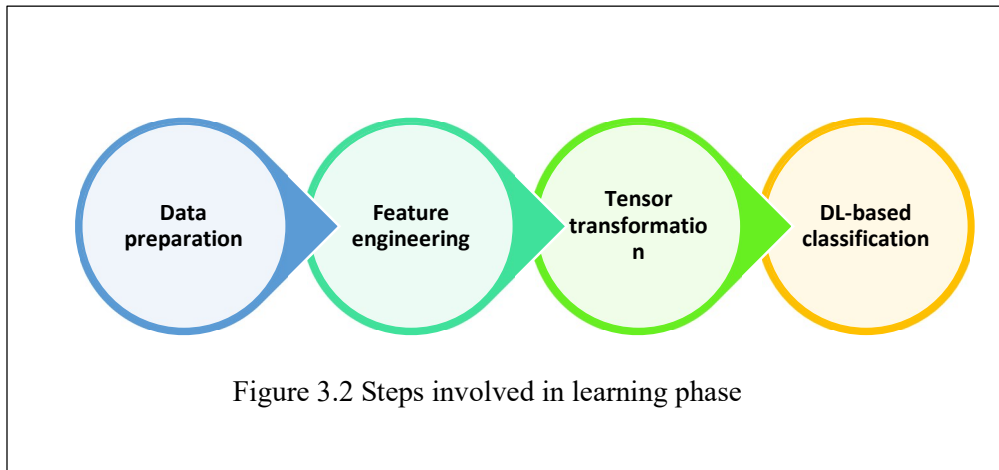 Data
preparation
Feature
engineering
Tensor
transformatio
n
DL-based
classification
Figure 3.2 Steps involved in learning phase